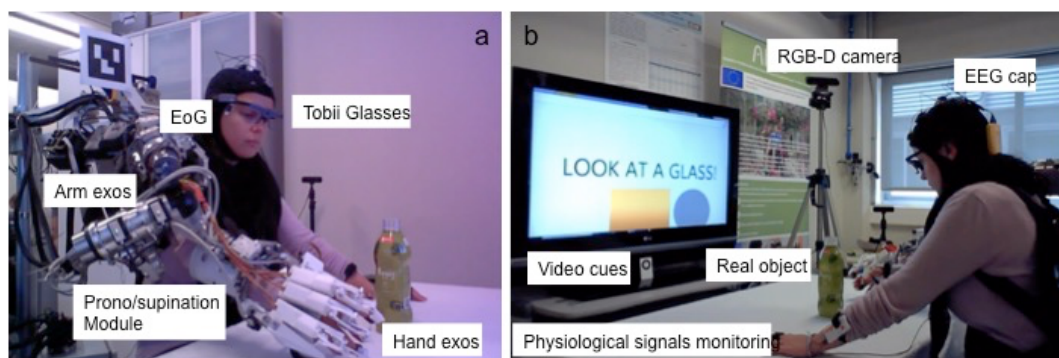 a
EoG
Tobii Glasses
Arm exos
Prono/supination
Module
Hand exos
b
RGB-D camera
EEG cap
LOOK AT A GLASS!
Video cues
Real object
Physiological signals monitoring